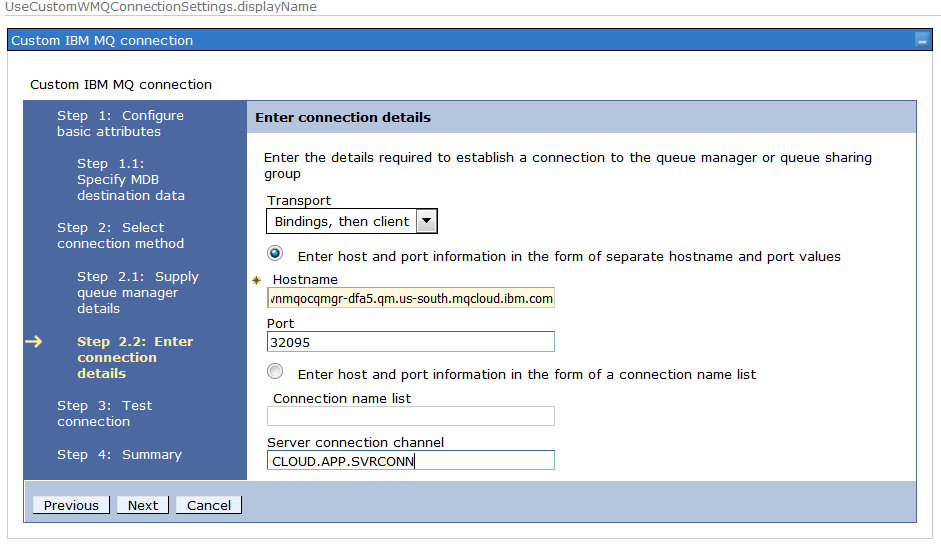 UseCustomWMQConnectionSettings.displayName
Custom IBM MQ connection
Custom IBM MQ connection
Step 1: Configure
basic attributes
Step 1.1:
Specify MDB
destination data
Step 2: Select
connection method
Step 2.1: Supply
queue manager
details
Step 2.2: Enter
connection
details
Step 3: Test
connection
Step 4: Summary
Enter connection details
Enter the details required to establish a connection to the queue manager or queue sharing
group
Transport
Bindings, then client
Enter host and port information in the form of separate hostname and port values
Hostname
vnmqocqmgr-dfa5.qm.us-south.mqcloud.ibm.com
Port
32095
Enter host and port information in the form of a connection name list
Connection name list
Server connection channel
CLOUD.APP.SVRCONN
Previous
Next
Cancel